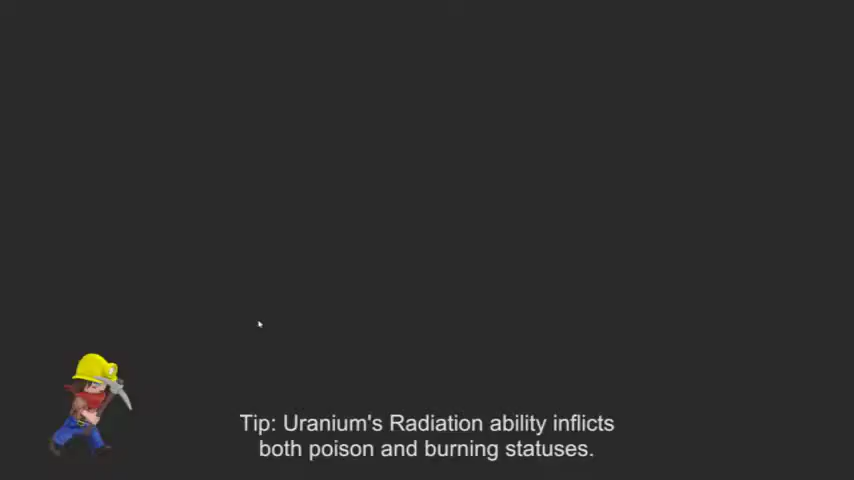 Tip: Uranium's Radiation ability inflicts
both poison and burning statuses.